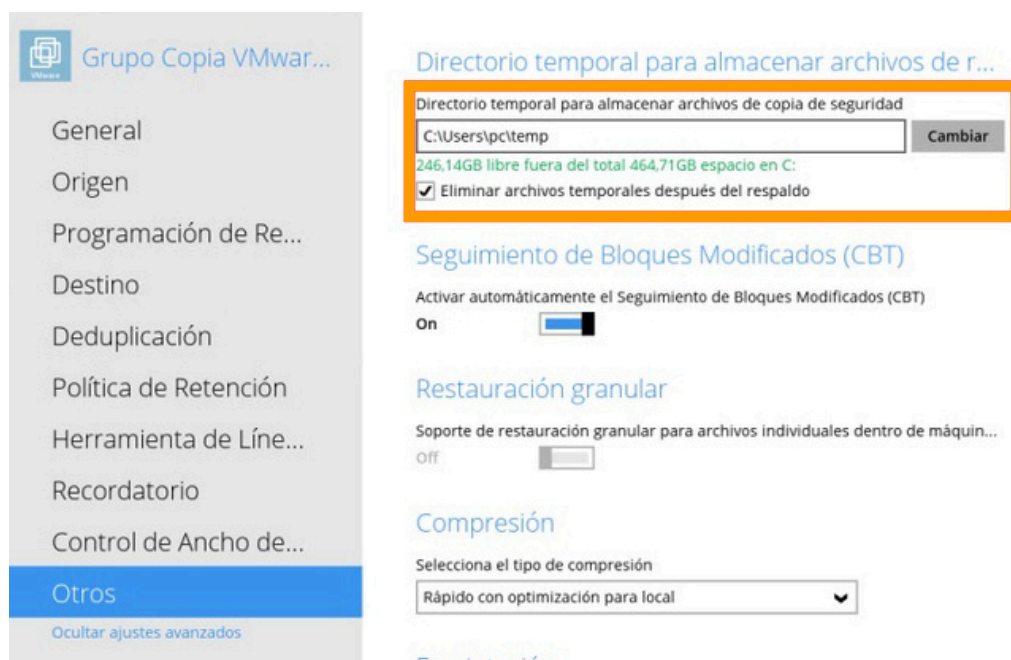 VMware
Grupo Copia VMwar...
General
Origen
Programación de Re...
Destino
Deduplicación
Política de Retención
Herramienta de Líne...
Recordatorio
Control de Ancho de...
Otros
Ocultar ajustes avanzados
Directorio temporal para almacenar archivos de r...
Directorio temporal para almacenar archivos de copia de seguridad
C:\Users\pc\temp
Cambiar
246,14GB libre fuera del total 464,71GB espacio en C:
Eliminar archivos temporales después del respaldo
Seguimiento de Bloques Modificados (CBT)
Activar automáticamente el Seguimiento de Bloques Modificados (CBT)
On
Restauración granular
Soporte de restauración granular para archivos individuales dentro de máquin...
Off
Compresión
Selecciona el tipo de compresión
Rápido con optimización para local